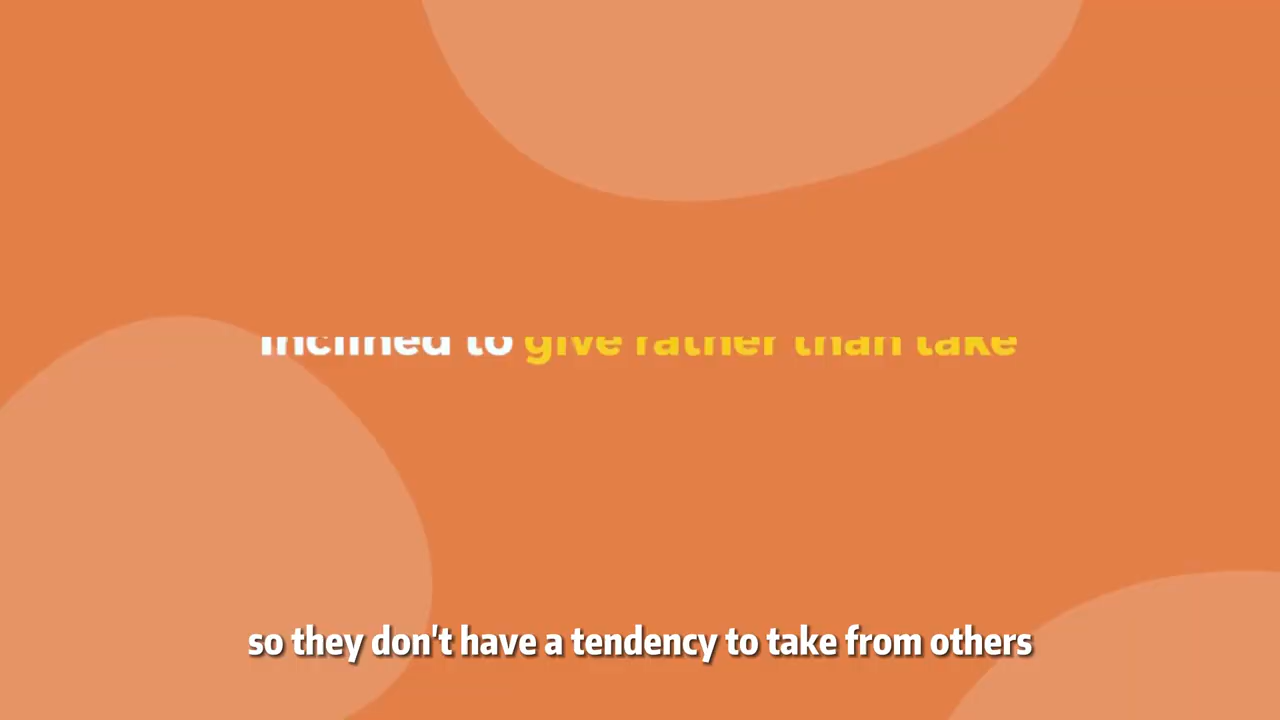 inclined to give rather than take
so they don't have a tendency to take from others